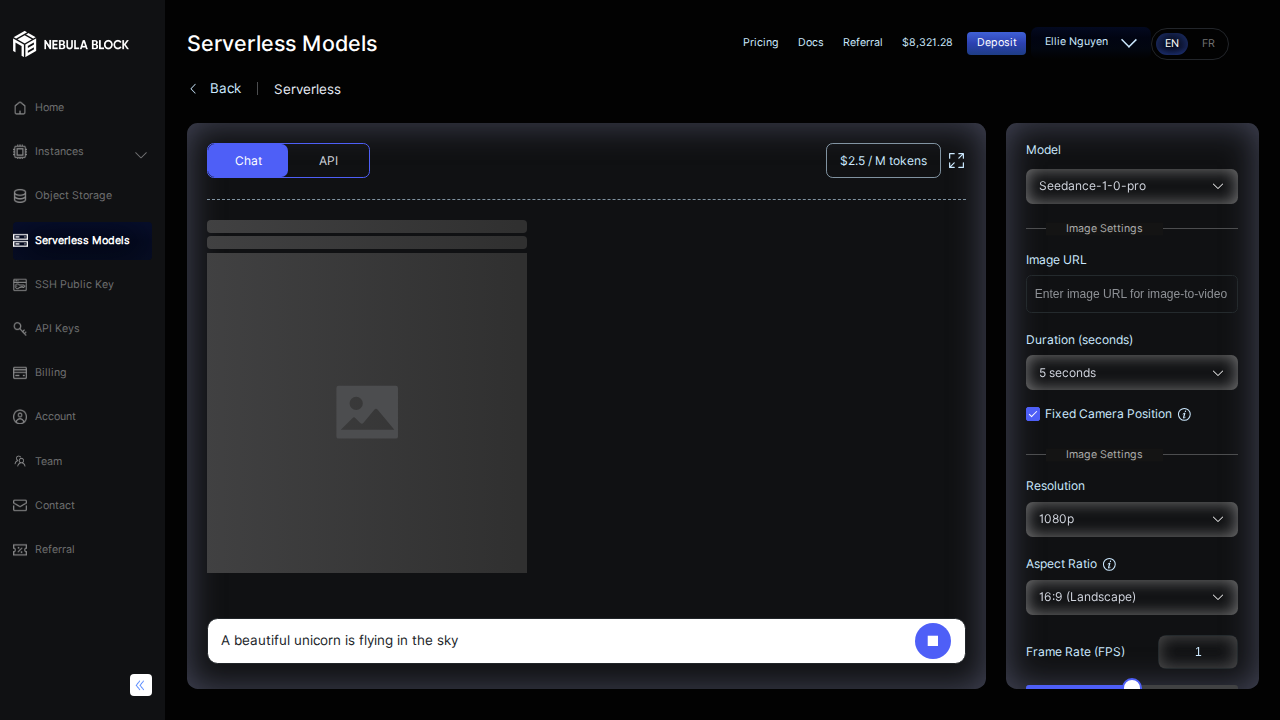 NEBULA BLOCK
Home
Instances
Object Storage
Serverless Models
SSH Public Key
API Keys
Billing
Account
Team
Contact
Referral
Serverless Models
Pricing
Docs
Referral
$8,321.28
Deposit
Ellie Nguyen
EN
FR
Back
Serverless
Chat
API
$2.5 / M tokens
A beautiful unicorn is flying in the sky
Model
Seedance-1-0-pro
Image Settings
Image URL
Enter image URL for image-to-video
Duration (seconds)
5 seconds
Fixed Camera Position
Image Settings
Resolution
1080p
Aspect Ratio
16:9 (Landscape)
Frame Rate (FPS)
1